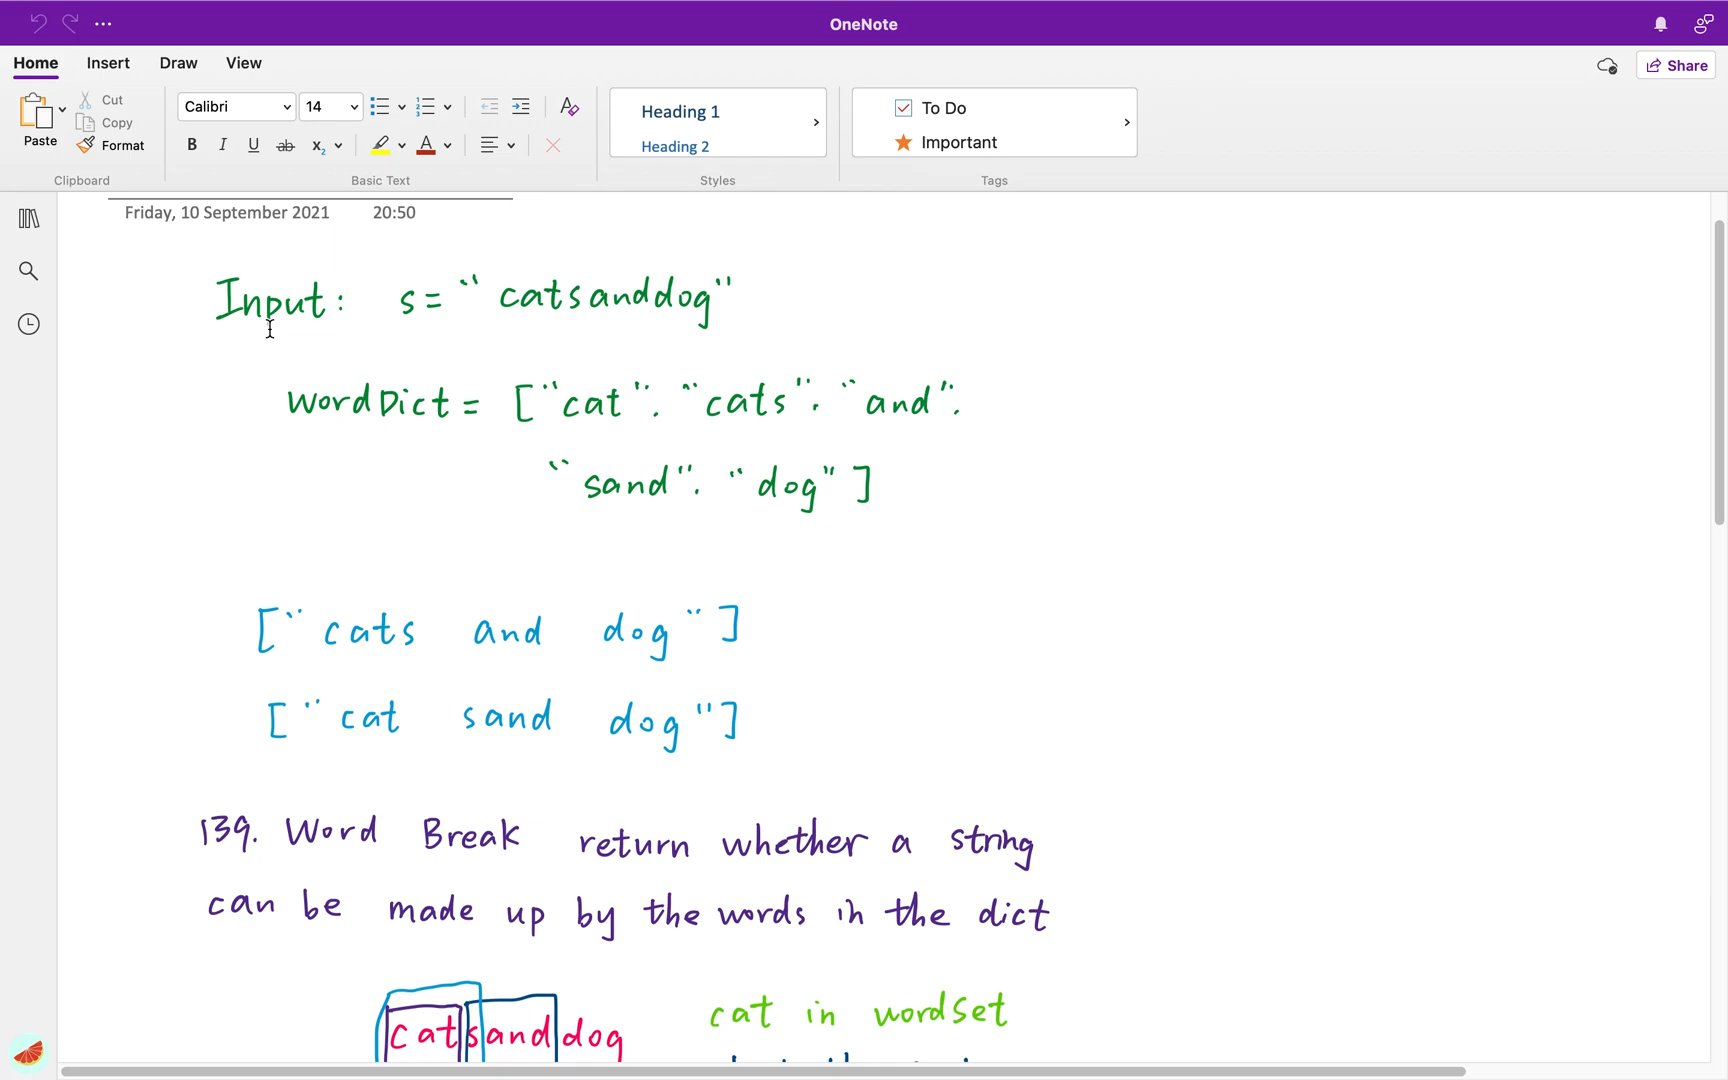 OneNote
Home Insert Draw View
Share
Paste
Cut
Copy
Format
Clipboard
Calibri 14
B I U ab x₂ A
Basic Text
Heading 1
Heading 2
Styles
To Do
Important
Tags
Friday, 10 September 2021 20:50
Input: s= "catsanddog"
wordDict = ["cat". "cats". "and".
"sand". "dog"]
["cats and dog"]
["cat sand dog"]
139. Word Break return whether a string
can be made up by the words in the dict
catsanddog cat in wordSet